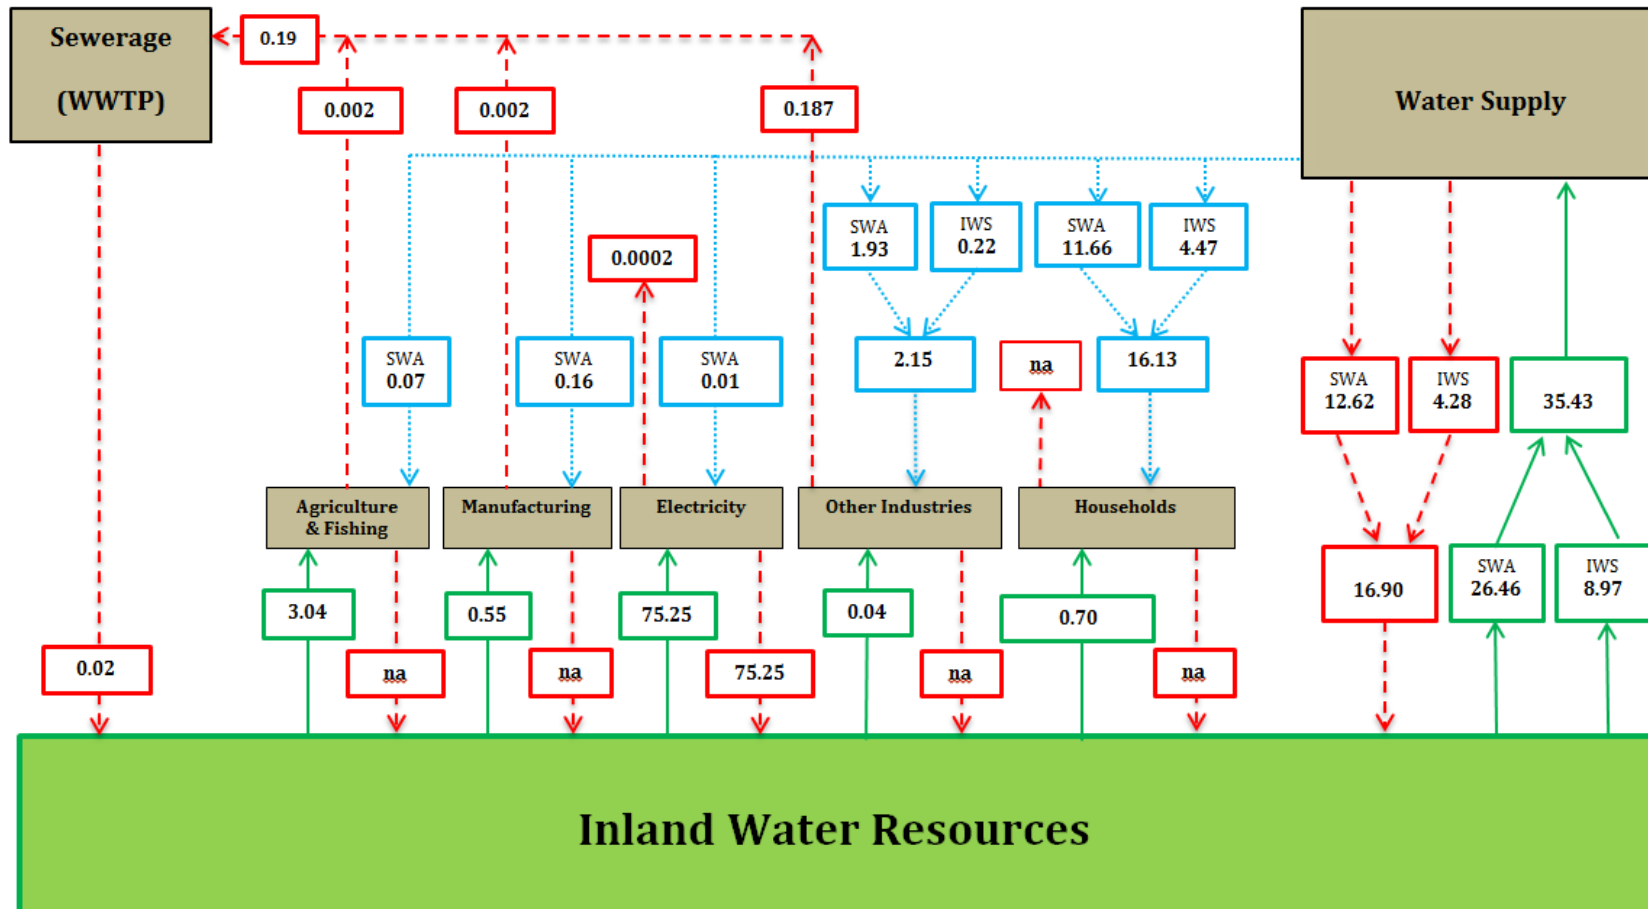 Sewerage
(WWTP)
0.19
Water Supply
0.002
0.002
0.187
SWA
1.93
IWS
0.22
SWA
11.66
IWS
4.47
0.0002
SWA
0.07
SWA
0.16
SWA
0.01
2.15
na
16.13
SWA
12.62
IWS
4.28
35.43
Agriculture
& Fishing
Manufacturing
Electricity
Other Industries
Households
3.04
0.55
75.25
0.04
0.70
16.90
SWA
26.46
IWS
8.97
0.02
na
na
75.25
na
na
Inland Water Resources